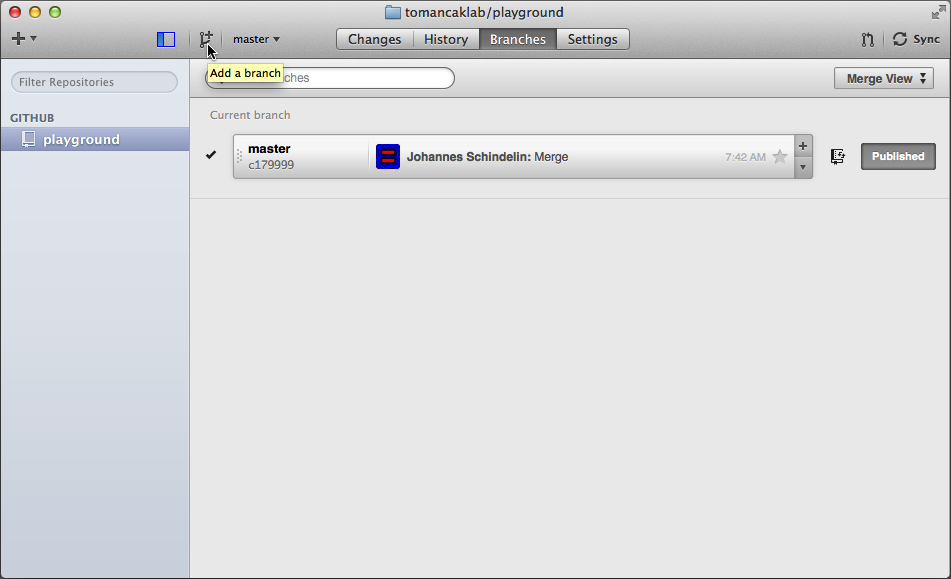 tomancaklab/playground
master
Changes
History
Branches
Settings
Sync
Filter Repositories
Add a branch
Merge View
GITHUB
playground
Current branch
master
c179999
Johannes Schindelin: Merge
7:42 AM
Published